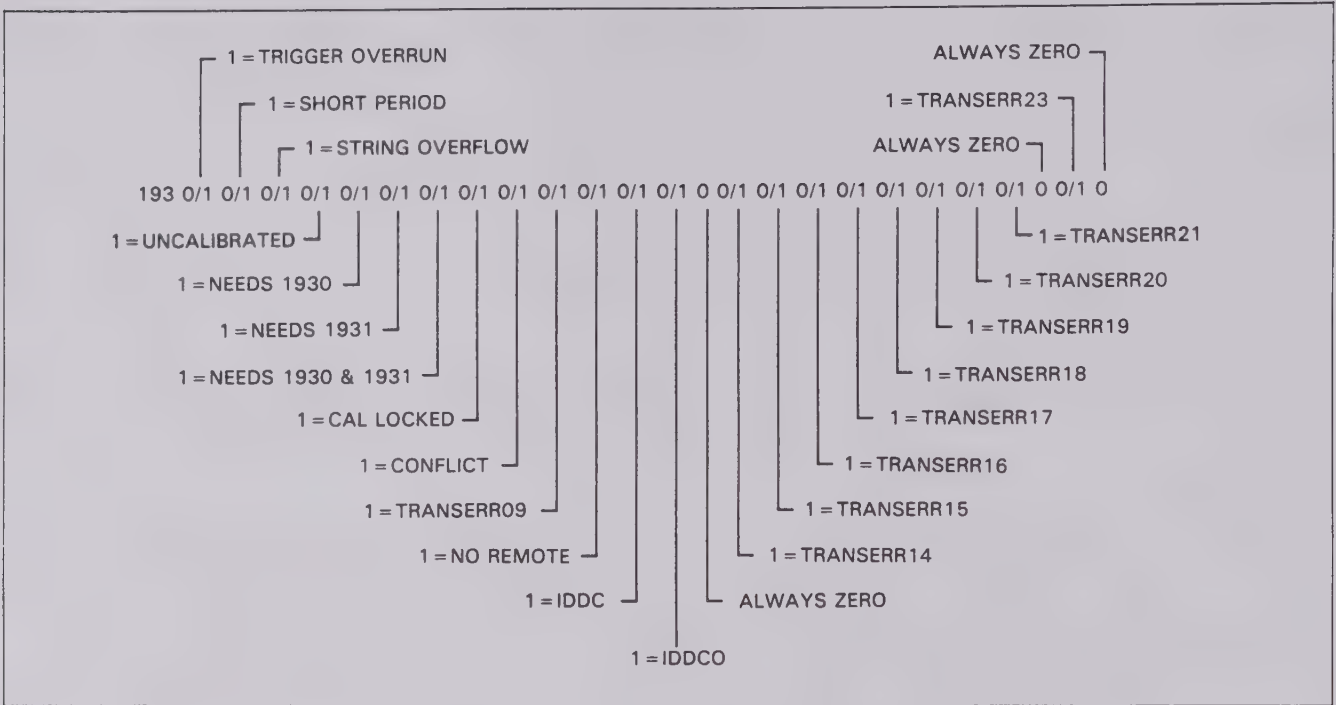 1 = TRIGGER OVERRUN
ALWAYS ZERO
1 = SHORT PERIOD
1 = TRANSERR23
1 = STRING OVERFLOW
ALWAYS ZERO
193 0/1 0/1 0/1 0/1 0/1 0/1 0/1 0/1 0/1 0/1 0/1 0/1 0/1 0 0/1 0/1 0/1 0/1 0/1 0/1 0/1 0/1 0 0/1 0
1 = UNCALIBRATED
1 = TRANSERR21
1 = NEEDS 1930
1 = TRANSERR20
1 = NEEDS 1931
1 = TRANSERR19
1 = NEEDS 1930 & 1931
1 = TRANSERR18
1 = CAL LOCKED
1 = TRANSERR17
1 = CONFLICT
1 = TRANSERR16
1 = TRANSERR09
1 = TRANSERR15
1 = NO REMOTE
1 = TRANSERR14
1 = IDDC
ALWAYS ZERO
1 = IDDCO